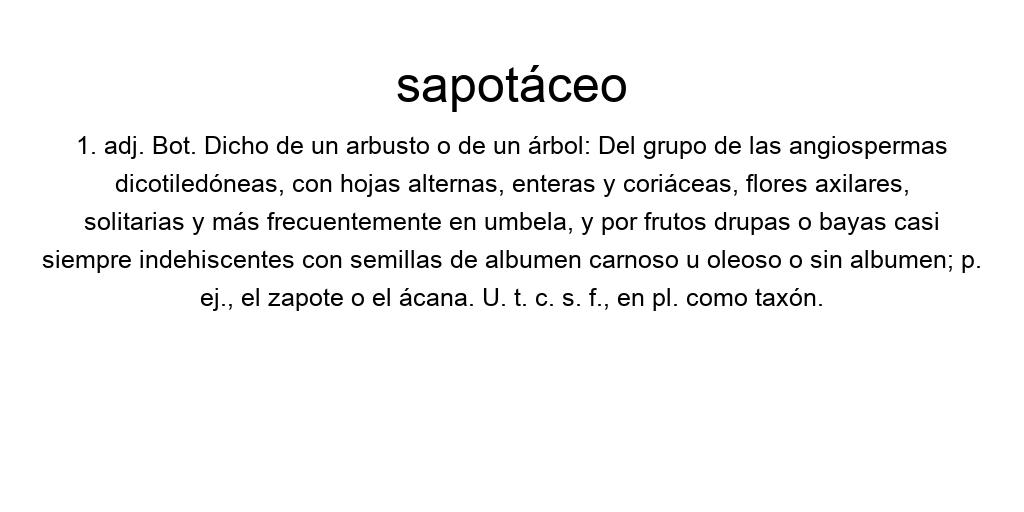 sapotáceo
1. adj. Bot. Dicho de un arbusto o de un árbol: Del grupo de las angiospermas
dicotiledóneas, con hojas alternas, enteras y coriáceas, flores axilares,
solitarias y más frecuentemente en umbela, y por frutos drupas o bayas casi
siempre indehiscentes con semillas de albumen carnoso u oleoso o sin albumen; p.
ej., el zapote o el ácana. U. t. c. s. f., en pl. como taxón.